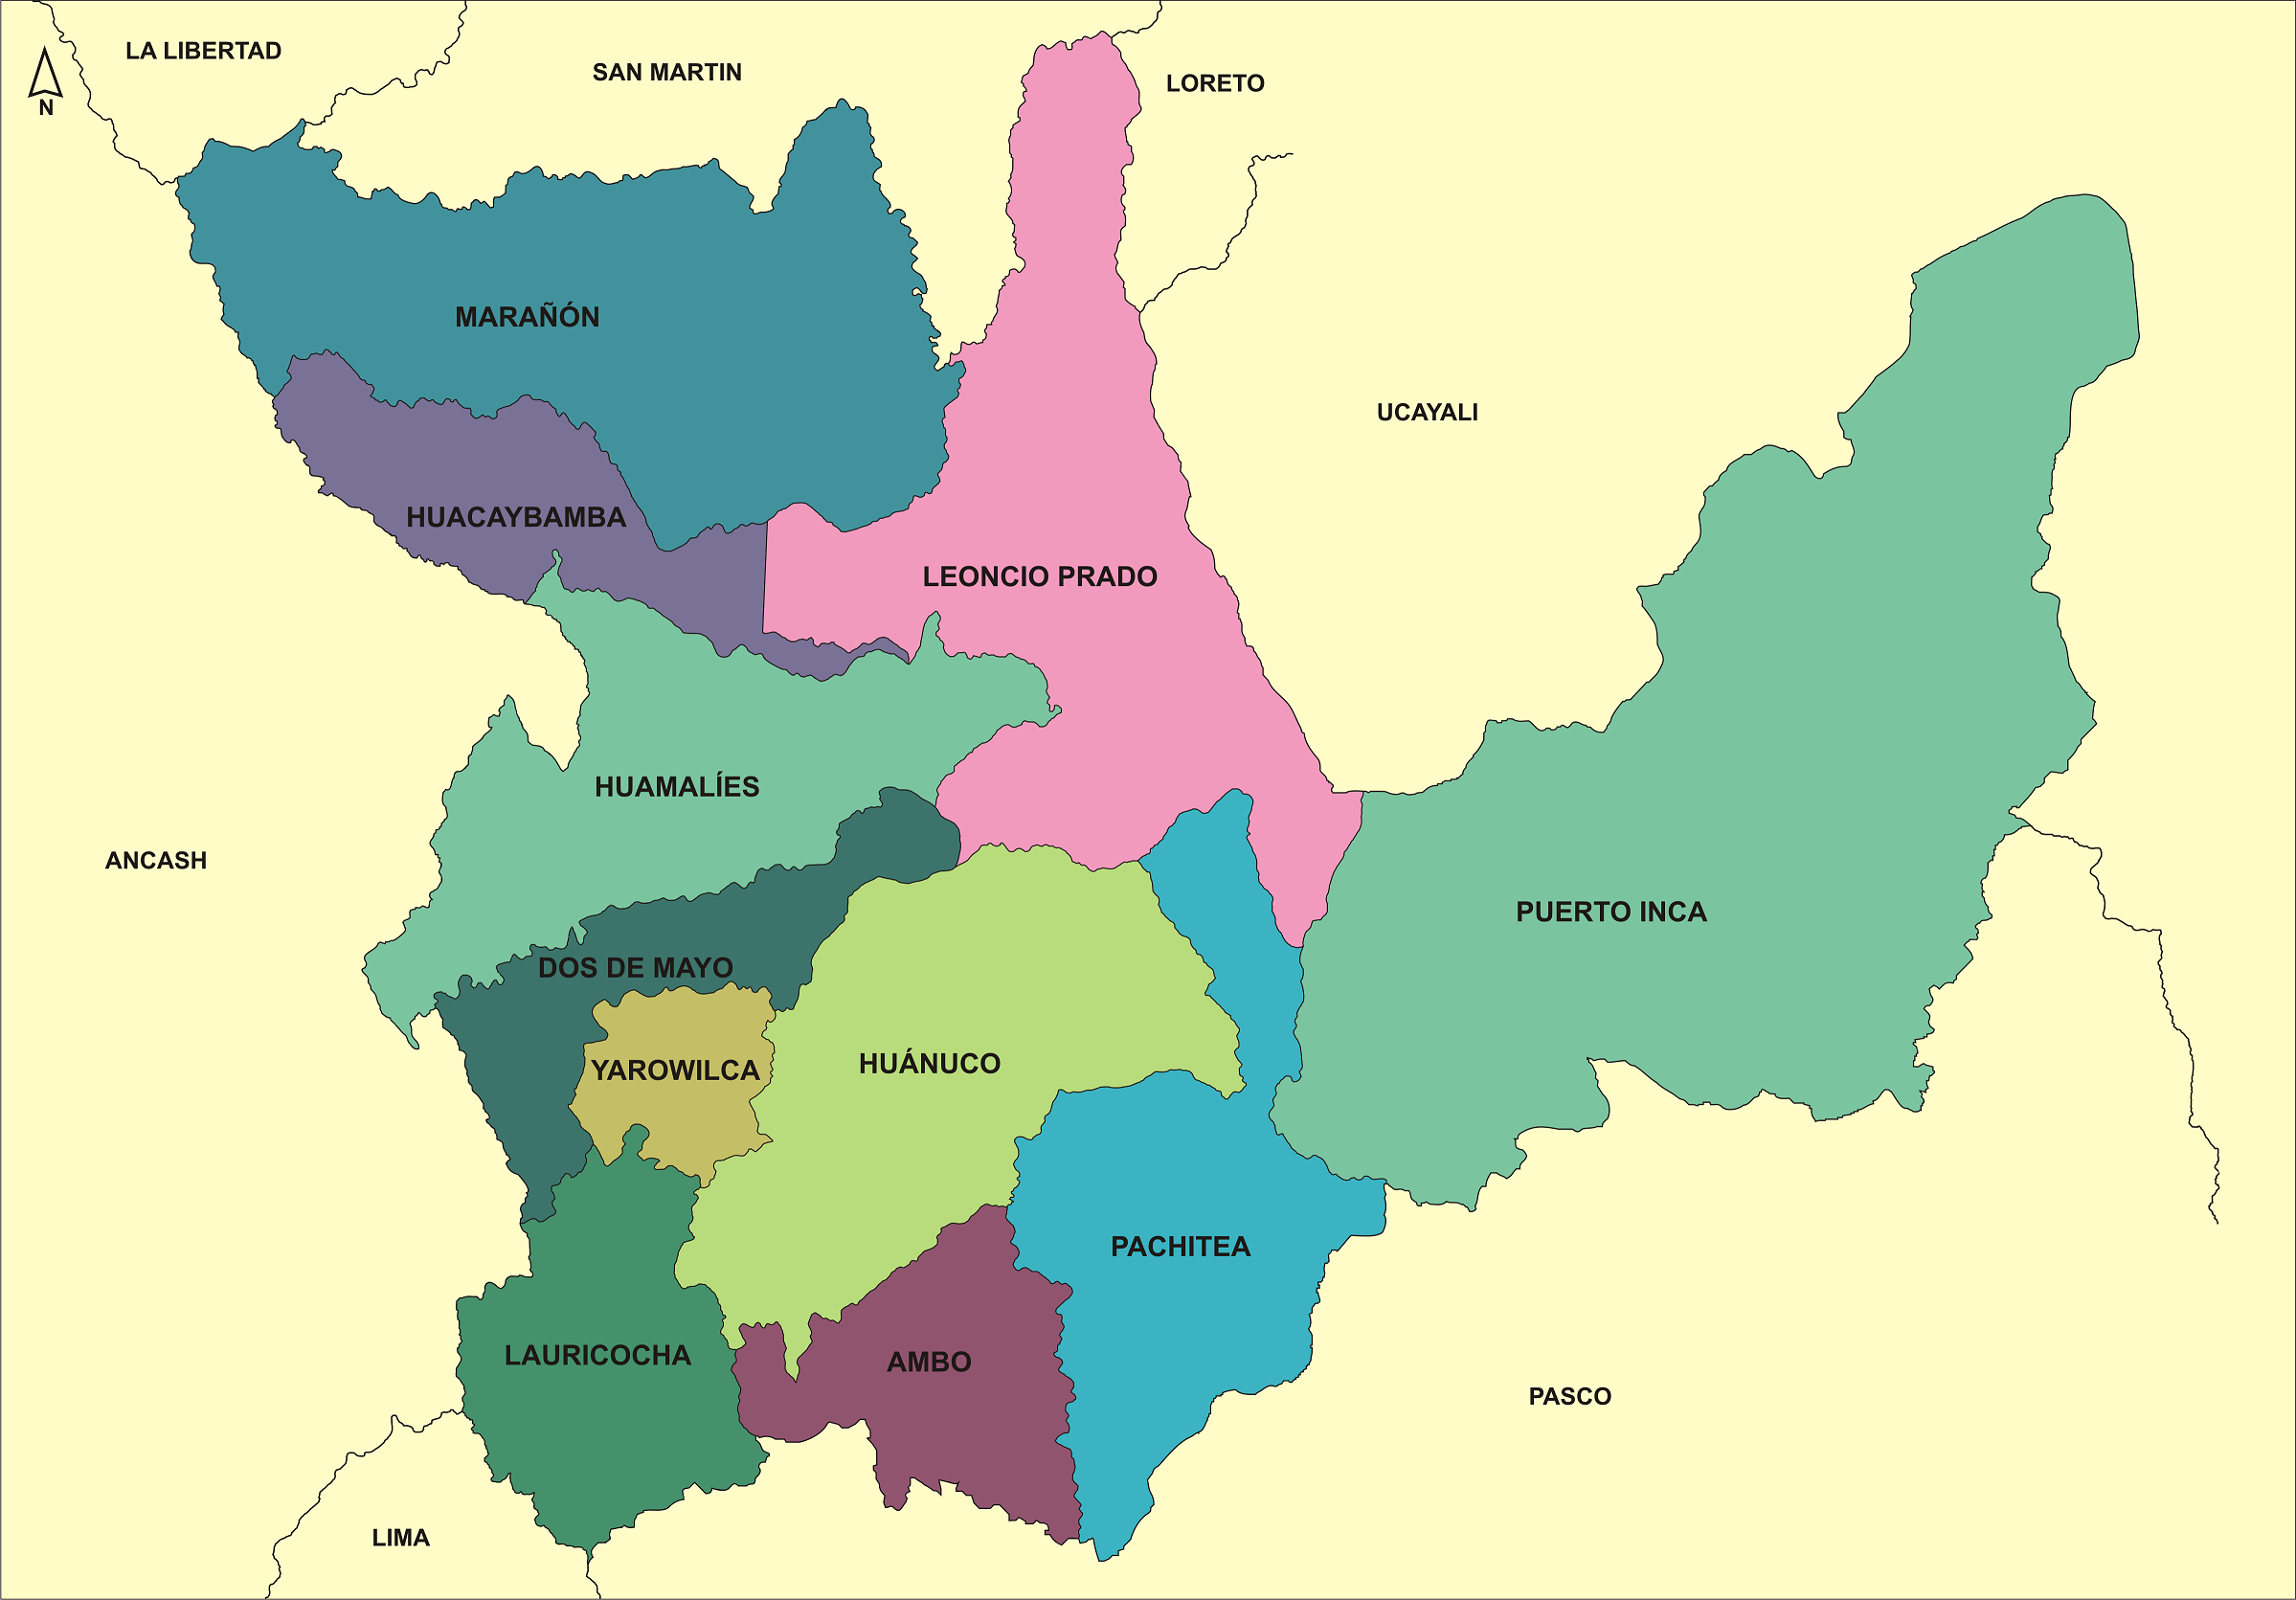 LA LIBERTAD
SAN MARTIN
LORETO
N
MARAÑÓN
UCAYALI
HUACAYBAMBA
LEONCIO PRADO
HUAMALÍES
ANCASH
PUERTO INCA
DOS DE MAYO
YAROWILCA
HUÁNUCO
PACHITEA
LAURICOCHA
AMBO
PASCO
LIMA